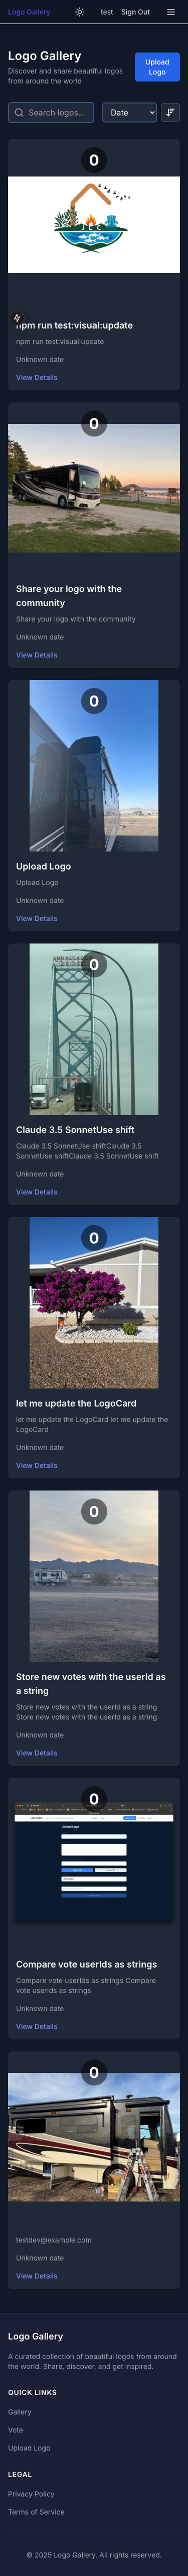 Logo Gallery
test
Sign Out
Logo Gallery
Discover and share beautiful logos
from around the world
Upload
Logo
Search logos...
Date
0
npm run test:visual:update
npm run test:visual:update
Unknown date
View Details
0
Share your logo with the
community
Share your logo with the community
Unknown date
View Details
0
Upload Logo
Upload Logo
Unknown date
View Details
0
AMBASSADOR
BRIDGE
Claude 3.5 SonnetUse shift
Claude 3.5 SonnetUse shiftClaude 3.5
SonnetUse shiftClaude 3.5 SonnetUse shift
Unknown date
View Details
0
let me update the LogoCard
let me update the LogoCard let me update the
LogoCard
Unknown date
View Details
0
Store new votes with the userId as
a string
Store new votes with the userId as a string
Store new votes with the userId as a string
Unknown date
View Details
0
Upload Logo
Compare vote userIds as strings
Compare vote userIds as strings Compare
vote userIds as strings
Unknown date
View Details
0
testdev@example.com
Unknown date
View Details
Logo Gallery
A curated collection of beautiful logos from around
the world. Share, discover, and get inspired.
QUICK LINKS
Gallery
Vote
Upload Logo
LEGAL
Privacy Policy
Terms of Service
© 2025 Logo Gallery. All rights reserved.